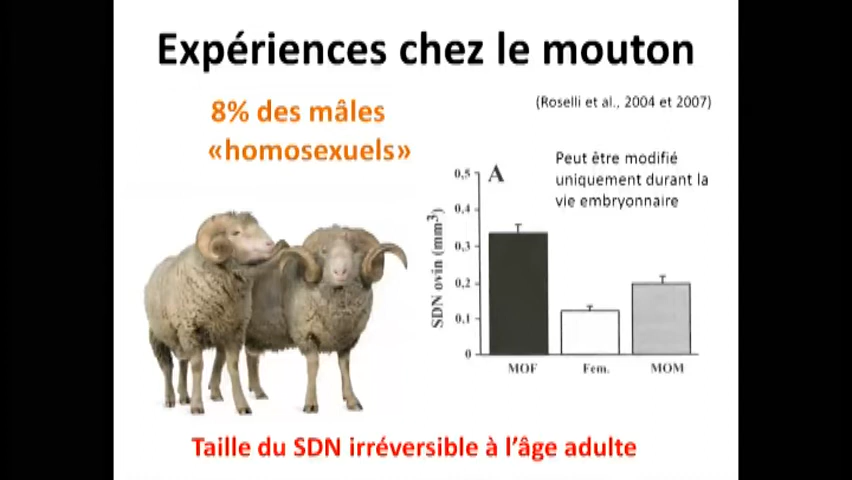 Expériences chez le mouton
8% des mâles
«homosexuels»
(Roselli et al., 2004 et 2007)
Peut être modifié
uniquement durant la
vie embryonnaire
A
SDN ovin (mm³)
0,5
0,4
0,3
0,2
0,1
0
MOF Fem. MOM
Taille du SDN irréversible à l'âge adulte